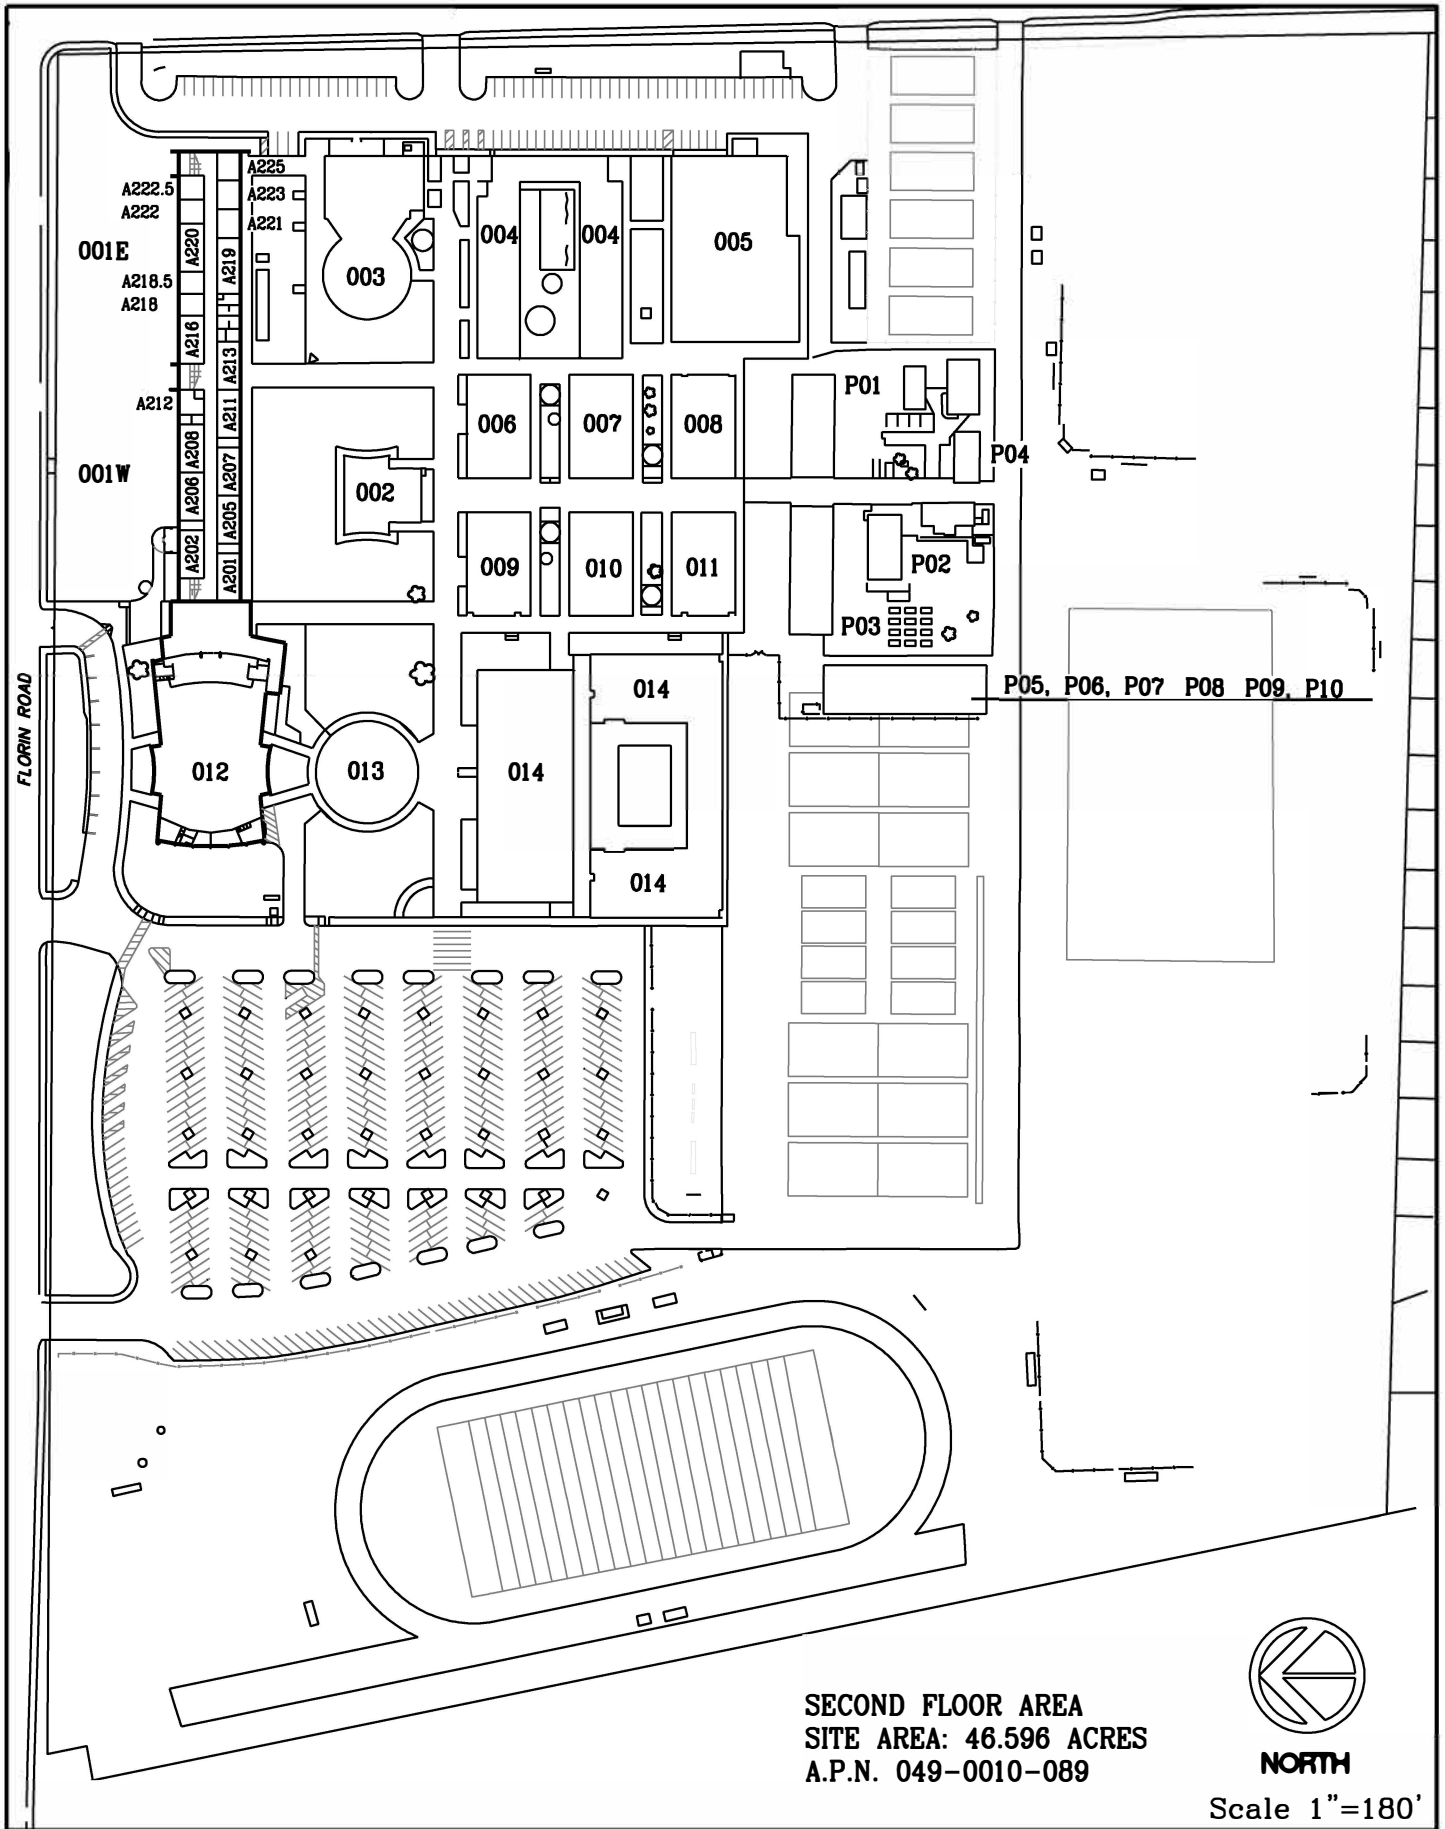 A225
A222.5
A223
A222
A221
001E
A220
A219
004
004
005
003
A218.5
A218
A216
A213
A212
A211
P01
006
007
008
A208
A207
P04
001W
002
A206
A205
A202
A201
009
010
011
P02
P03
FLORIN ROAD
014
P05, P06, P07 P08 P09, P10
012
013
014
014
SECOND FLOOR AREA
SITE AREA: 46.596 ACRES
A.P.N. 049-0010-089
NORTH
Scale 1"=180'